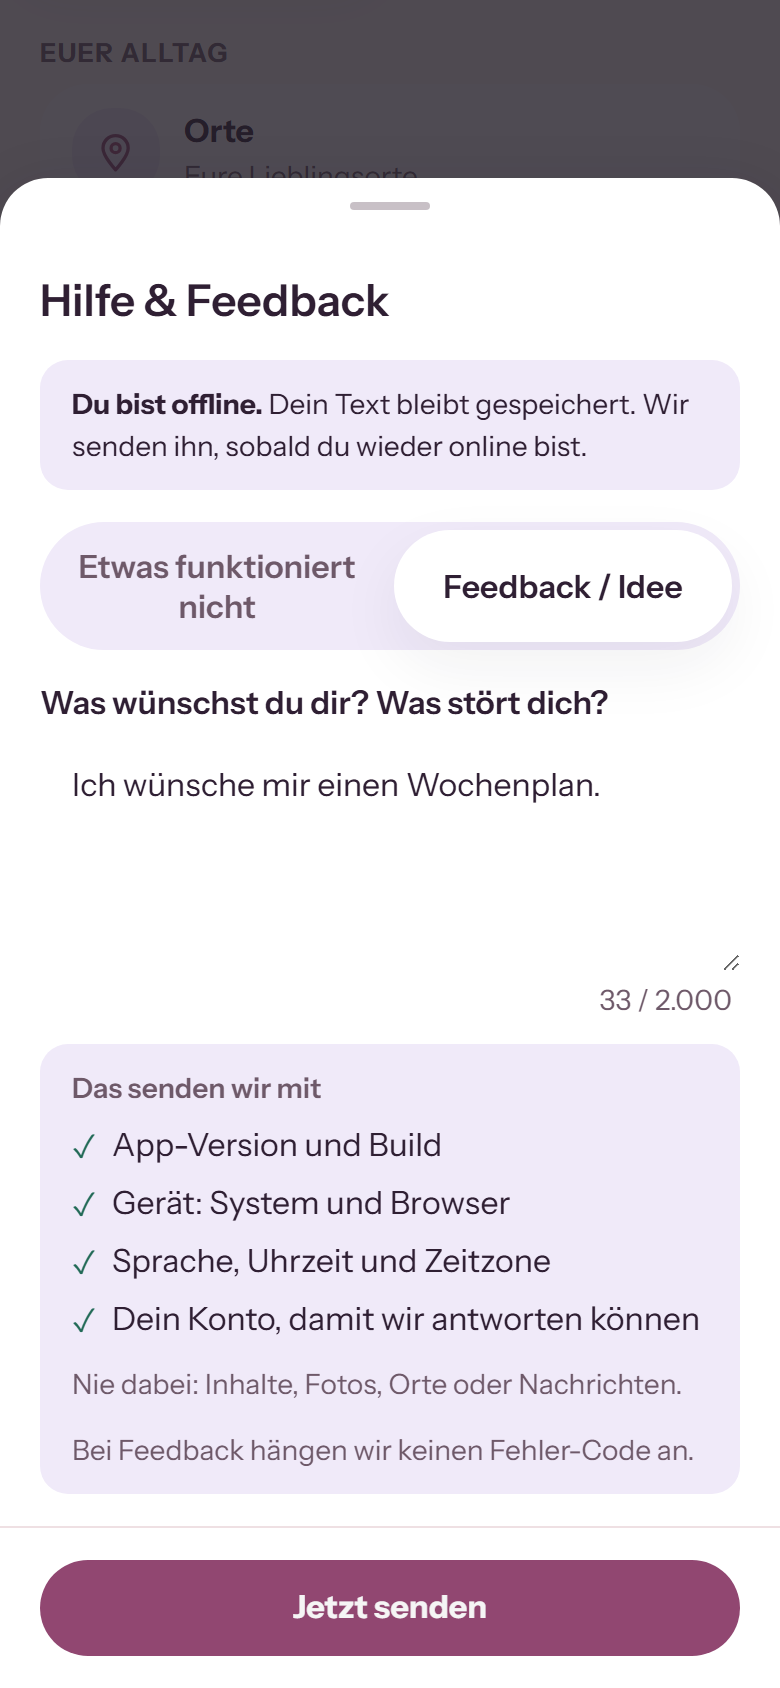 EUER ALLTAG
Orte
Eure Lieblingsorte
Hilfe & Feedback
Du bist offline. Dein Text bleibt gespeichert. Wir
senden ihn, sobald du wieder online bist.
Etwas funktioniert
nicht
Feedback / Idee
Was wünschst du dir? Was stört dich?
Ich wünsche mir einen Wochenplan.
33 / 2.000
Das senden wir mit
✓ App-Version und Build
✓ Gerät: System und Browser
✓ Sprache, Uhrzeit und Zeitzone
✓ Dein Konto, damit wir antworten können
Nie dabei: Inhalte, Fotos, Orte oder Nachrichten.
Bei Feedback hängen wir keinen Fehler-Code an.
Jetzt senden